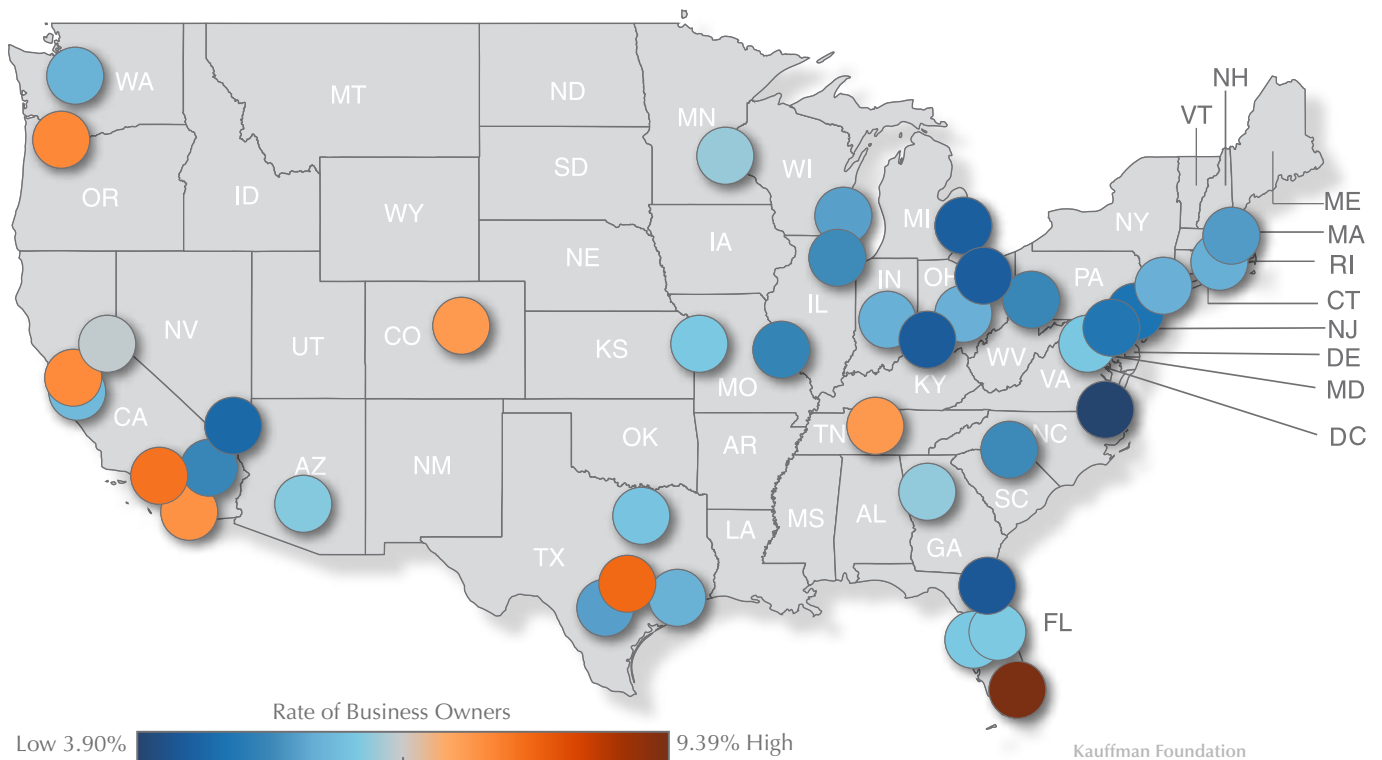 NH
WA
MT
ND
MN
VT
WI
SD
OR
ID
WY
MI
NY
ME
MA
IA
NE
RI
IN
OH
PA
IL
CT
NV
UT
CO
KS
NJ
WV
DE
KY
VA
MO
MD
CA
DC
OK
TN
NC
AR
AZ
NM
SC
LA
MS
AL
TX
GA
FL
Rate of Business Owners
Low 3.90%
9.39% High
Kauffman Foundation